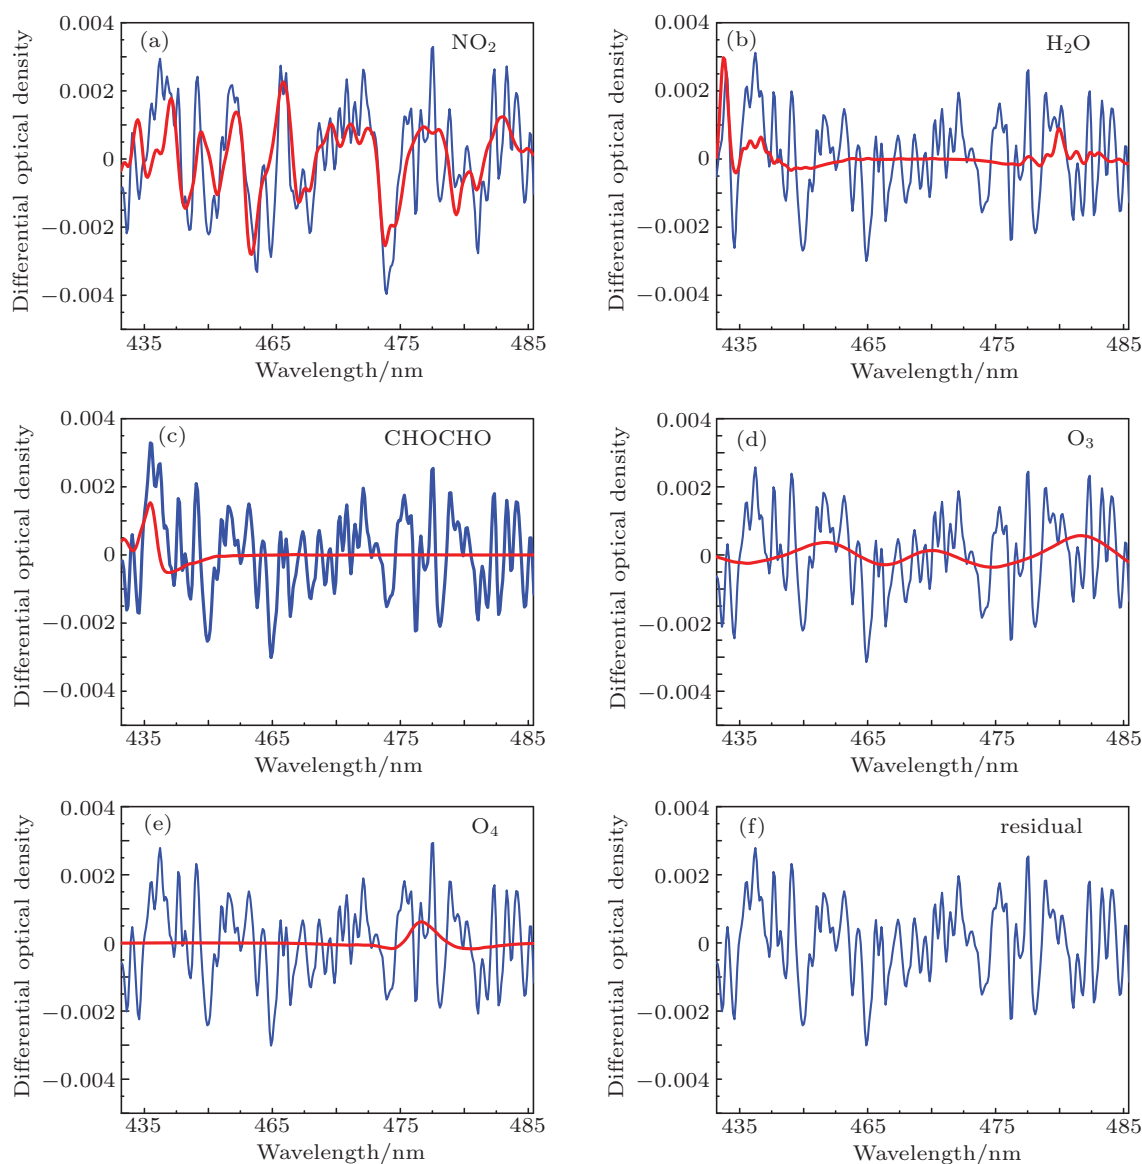 0.004
(a)
NO2
0.002
0
−0.002
−0.004
Differential optical density
435
465
475
485
Wavelength/nm
(b)
H2O
0.004
0.002
0
−0.002
−0.004
Differential optical density
435
465
475
485
Wavelength/nm
0.004
(c)
CHOCHO
0.002
0
−0.002
−0.004
Differential optical density
435
465
475
485
Wavelength/nm
0.004
(d)
O3
0.002
0
−0.002
−0.004
Differential optical density
435
465
475
485
Wavelength/nm
0.004
(e)
O4
0.002
0
−0.002
−0.004
Differential optical density
435
465
475
485
Wavelength/nm
0.004
(f)
residual
0.002
0
−0.002
−0.004
Differential optical density
435
465
475
485
Wavelength/nm